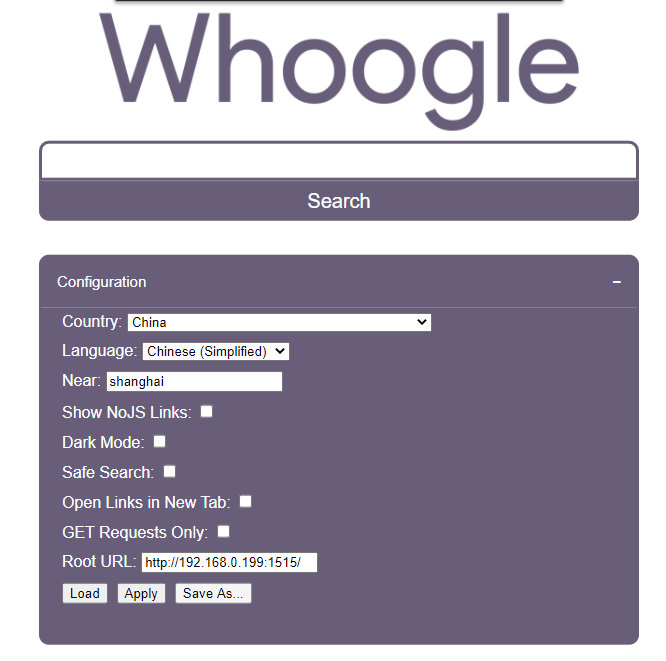 Whoogle
Search
Configuration –
Country: China
Language: Chinese (Simplified)
Near: shanghai
Show NoJS Links:
Dark Mode:
Safe Search:
Open Links in New Tab:
GET Requests Only:
Root URL: http://192.168.0.199:1515/
Load Apply Save As...